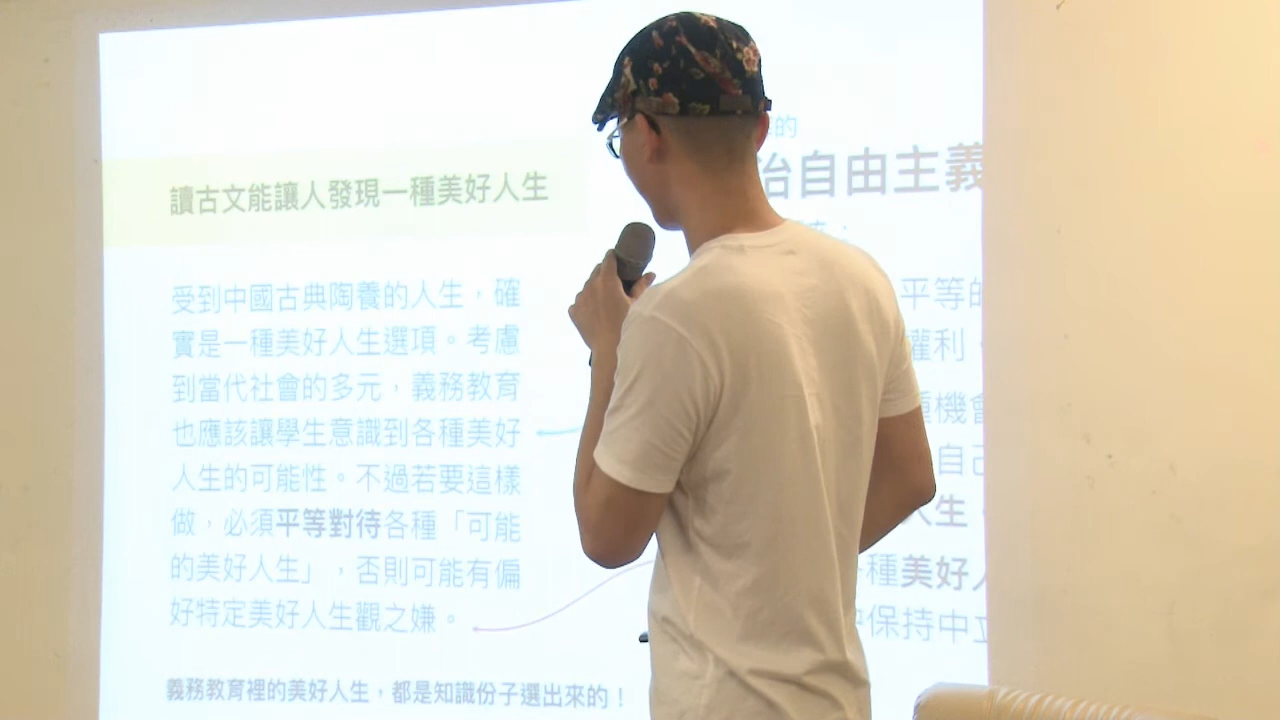 讀古文能讓人發現一種美好人生
受到中國古典陶養的人生，確
實是一種美好人生選項。考慮
到當代社會的多元，義務教育
也應該讓學生意識到各種美好
人生的可能性。不過若要這樣
做，必須平等對待各種「可能
的美好人生」，否則可能有偏
好特定美好人生觀之嫌。
義務教育裡的美好人生，都是知識份子選出來的！
的
治自由主義
平等的
權利
種機會
自己
人生
種美好人
保持中立